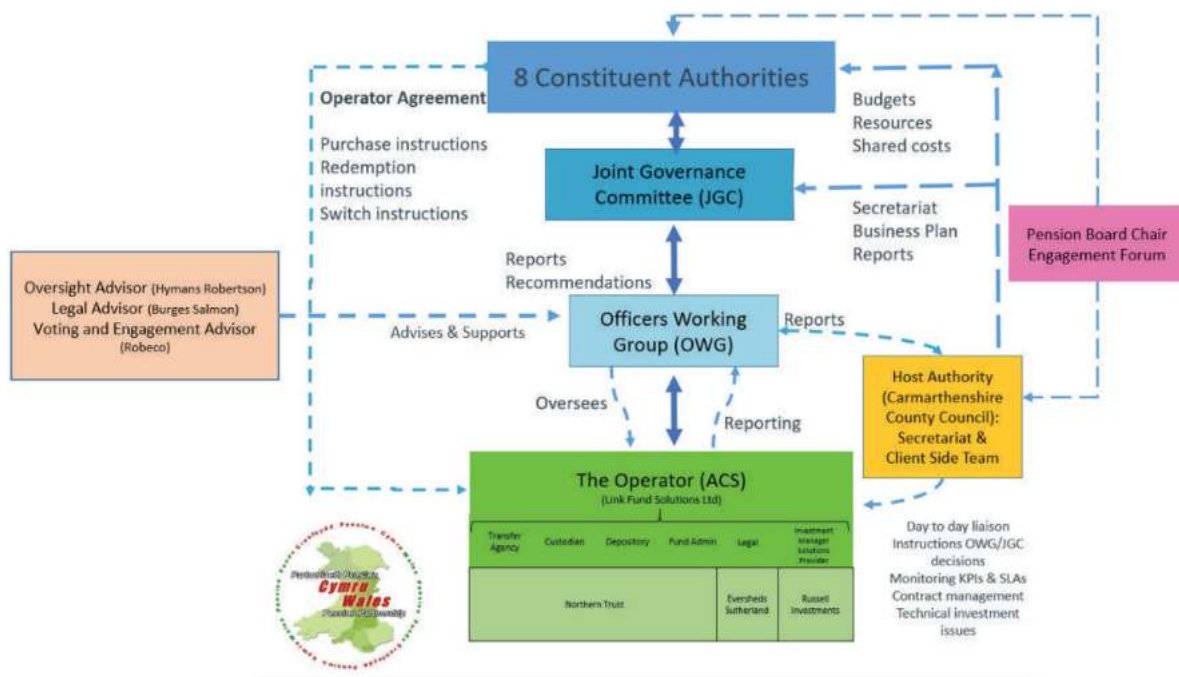 8 Constituent Authorities
Operator Agreement
Purchase instructions
Redemption
instructions
Switch instructions
Budgets
Resources
Shared costs
Joint Governance
Committee (JGC)
Secretariat
Business Plan
Reports
Pension Board Chair
Engagement Forum
Oversight Advisor (Hymans Robertson)
Legal Advisor (Burges Salmon)
Voting and Engagement Advisor
(Robeco)
Advises & Supports
Reports
Recommendations
Officers Working
Group (OWG)
Reports
Host Authority
(Carmarthenshire
County Council):
Secretariat &
Client Side Team
Oversees
Reporting
The Operator (ACS)
(Link Fund Solutions Ltd)
Transfer
Agency
Custodian
Depository
Fund Admin
Legal
Investment
Manager
Solutions
Provider
Northern Trust
Eversheds
Sutherland
Russell
Investments
Day to day liaison
Instructions OWG/JGC
decisions
Monitoring KPIs & SLAs
Contract management
Technical investment
issues
Cymru
Wales
Pension Partnership